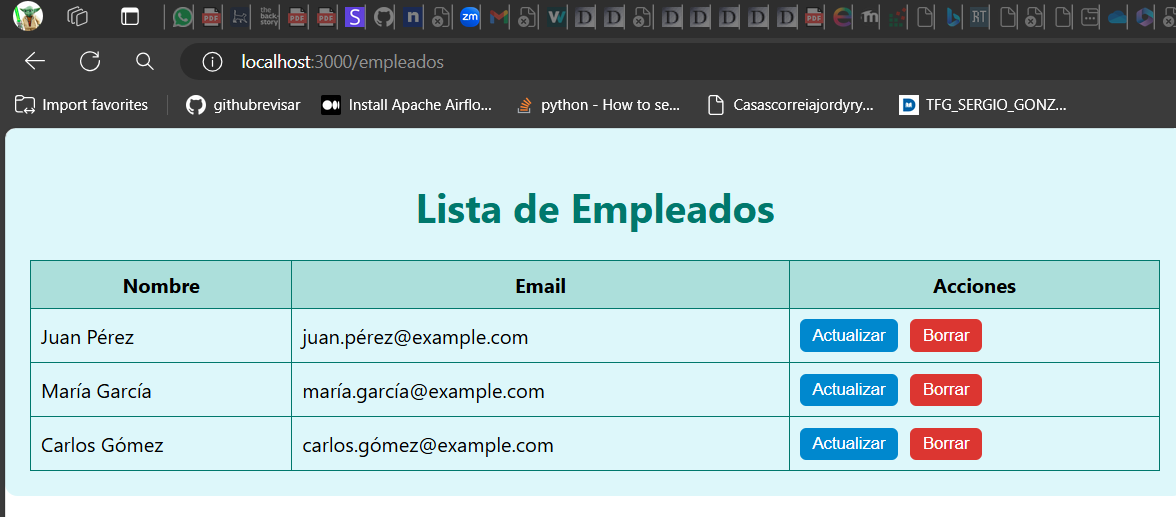 localhost:3000/empleados
Import favorites githubrevisar Install Apache Airflo... python - How to se... Casascorreiajordyry... TFG_SERGIO_GONZ...
Lista de Empleados
Nombre Email Acciones
Juan Pérez juan.pérez@example.com Actualizar Borrar
María García maría.garcía@example.com Actualizar Borrar
Carlos Gómez carlos.gómez@example.com Actualizar Borrar